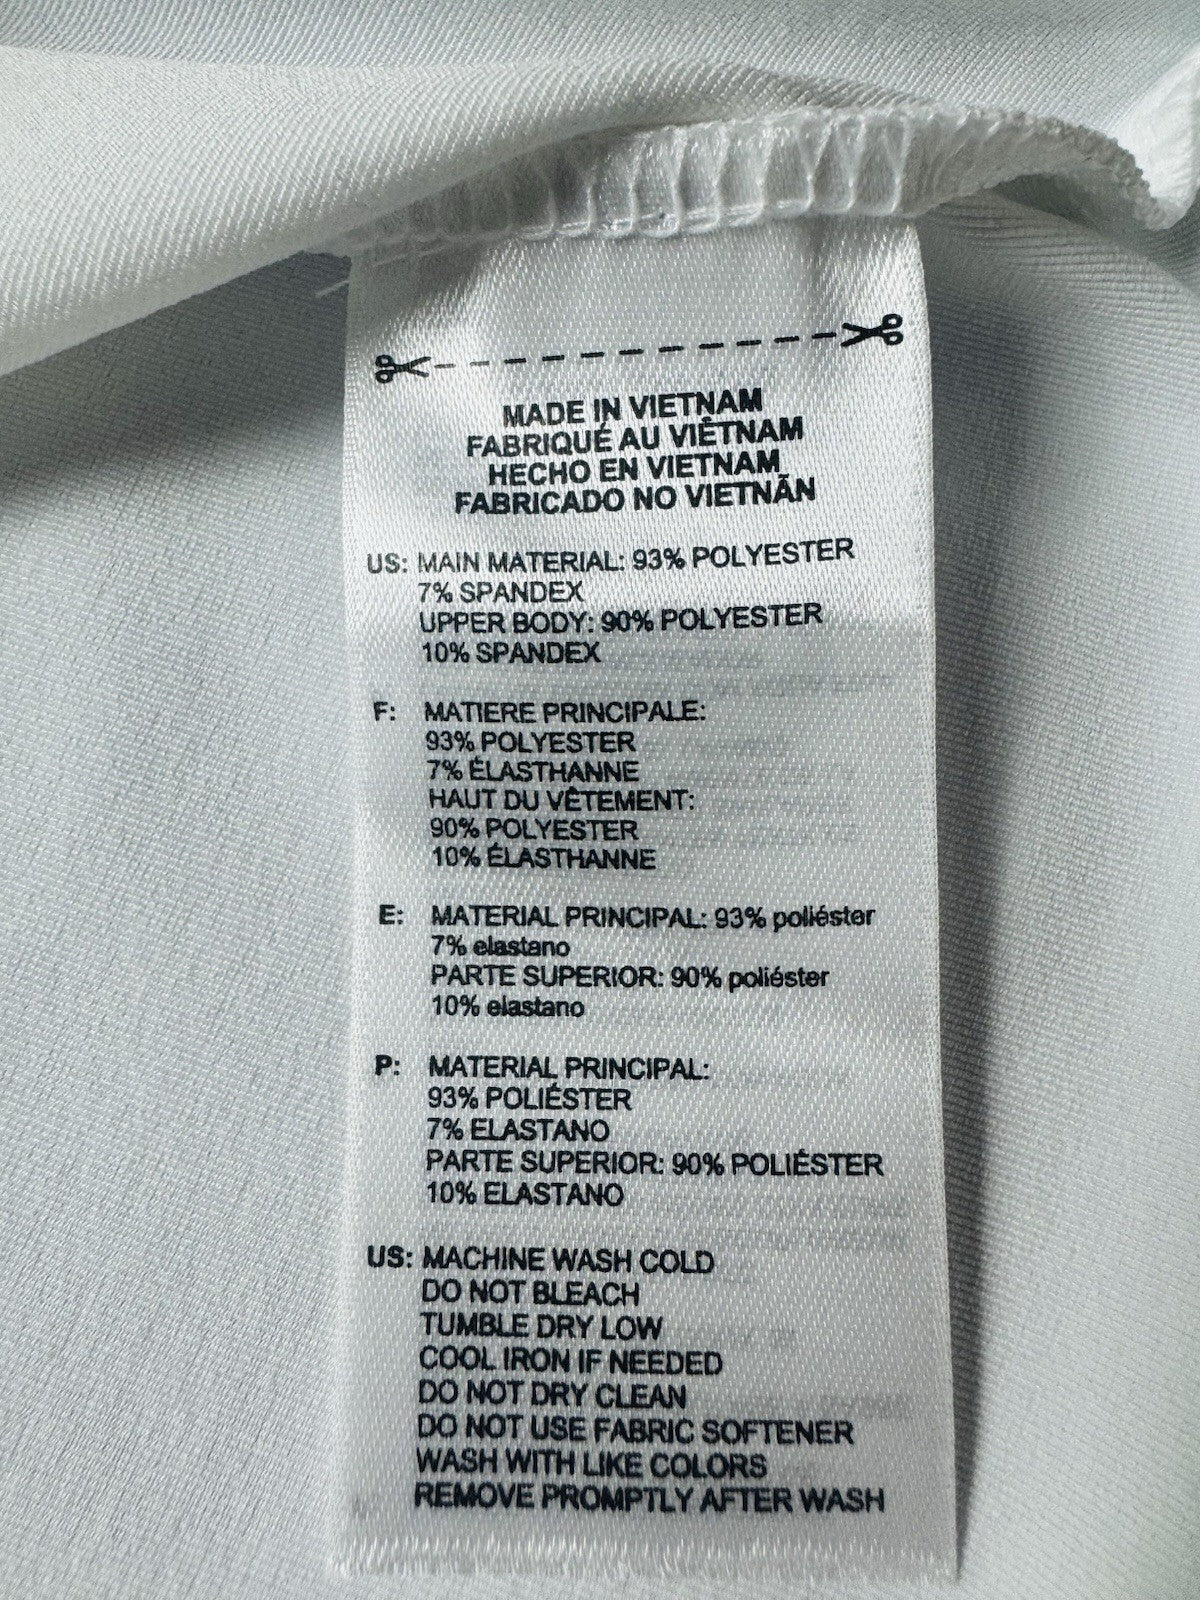 MADE IN VIETNAM
FABRIQUÉ AU VIÊTNAM
HECHO EN VIETNAM
FABRICADO NO VIETNÃN
US: MAIN MATERIAL: 93% POLYESTER
7% SPANDEX
UPPER BODY: 90% POLYESTER
10% SPANDEX
F: MATIERE PRINCIPALE:
93% POLYESTER
7% ÉLASTHANNE
HAUT DU VÊTEMENT:
90% POLYESTER
10% ÉLASTHANNE
E: MATERIAL PRINCIPAL: 93% poliéster
7% elastano
PARTE SUPERIOR: 90% poliéster
10% elastano
P: MATERIAL PRINCIPAL:
93% POLIÉSTER
7% ELASTANO
PARTE SUPERIOR: 90% POLIÉSTER
10% ELASTANO
US: MACHINE WASH COLD
DO NOT BLEACH
TUMBLE DRY LOW
COOL IRON IF NEEDED
DO NOT DRY CLEAN
DO NOT USE FABRIC SOFTENER
WASH WITH LIKE COLORS
REMOVE PROMPTLY AFTER WASH